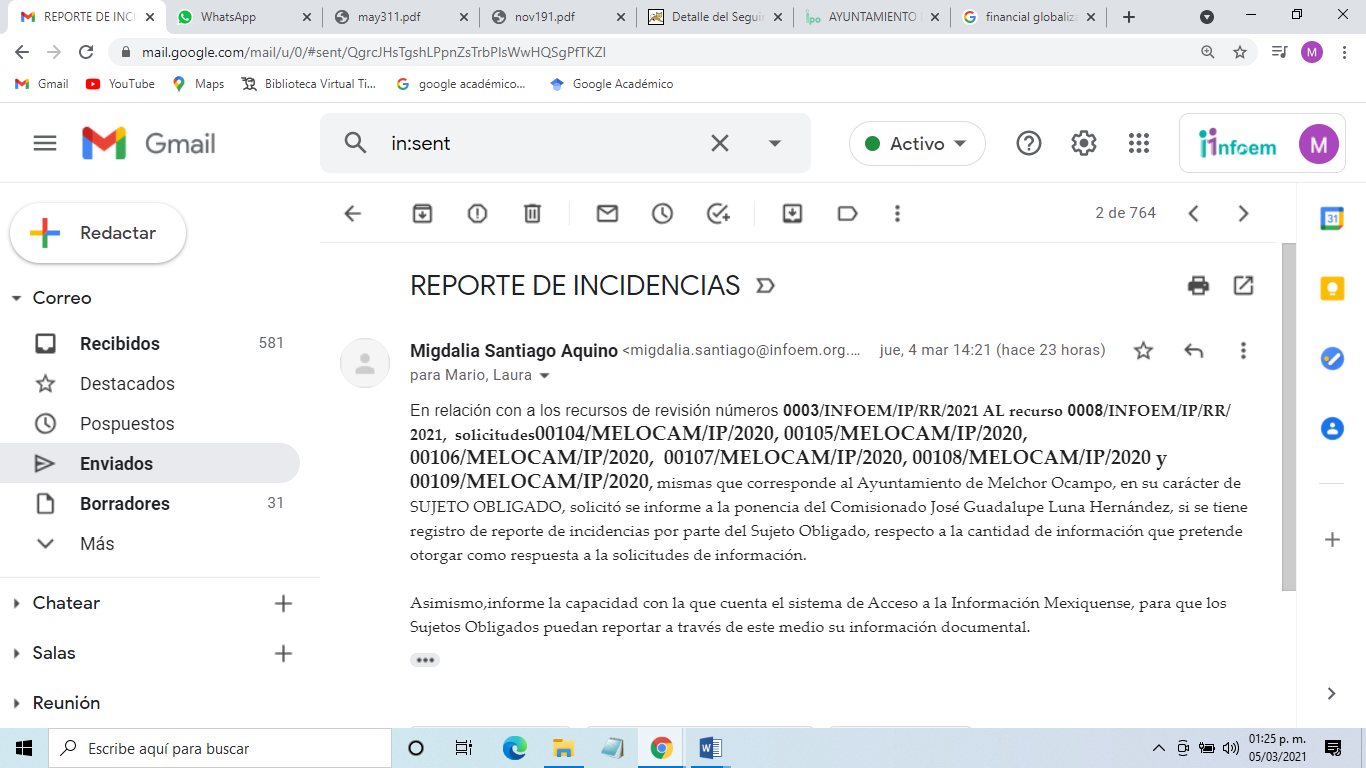 REPORTE DE INCI
WhatsApp
may311.pdf
nov191.pdf
Detalle del Seguim
ipo AYUNTAMIENTO
financial globaliza
mail.google.com/mail/u/0/#sent/QgrcJHsTgshLPpnZsTrbPIsWwHQSgPfTKZl
M
Gmail
YouTube
Maps
Biblioteca Virtual Ti...
google académico...
Google Académico
Gmail
in:sent
Activo
infoem
M
Redactar
2 de 764
31
Correo
Recibidos 581
Destacados
Pospuestos
Enviados
Borradores 31
Más
Chatear
Salas
Reunión
REPORTE DE INCIDENCIAS
Migdalia Santiago Aquino <migdalia.santiago@infoem.org.... jue, 4 mar 14:21 (hace 23 horas)
para Mario, Laura
En relación con a los recursos de revisión números 0003/INFOEM/IP/RR/2021 AL recurso 0008/INFOEM/IP/RR/
2021, solicitudes00104/MELOCAM/IP/2020, 00105/MELOCAM/IP/2020,
00106/MELOCAM/IP/2020, 00107/MELOCAM/IP/2020, 00108/MELOCAM/IP/2020 y
00109/MELOCAM/IP/2020, mismas que corresponde al Ayuntamiento de Melchor Ocampo, en su carácter de
SUJETO OBLIGADO, solicitó se informe a la ponencia del Comisionado José Guadalupe Luna Hernández, si se tiene
registro de reporte de incidencias por parte del Sujeto Obligado, respecto a la cantidad de información que pretende
otorgar como respuesta a la solicitudes de información.
Asimismo,informe la capacidad con la que cuenta el sistema de Acceso a la Información Mexiquense, para que los
Sujetos Obligados puedan reportar a través de este medio su información documental.
Escribe aquí para buscar
01:25 p. m.
05/03/2021